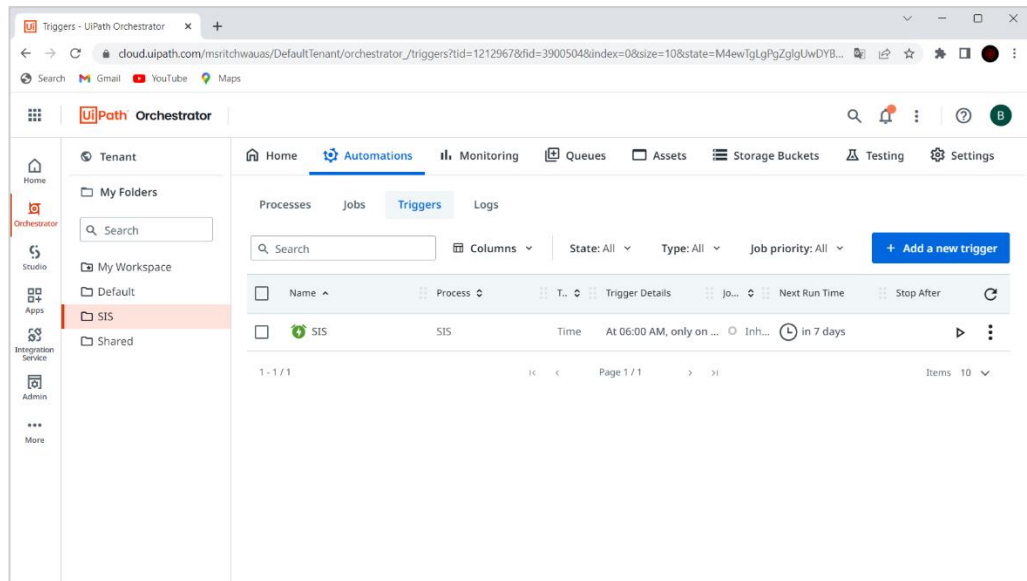 Triggers - UiPath Orchestrator
cloud.uipath.com/msritchwauas/DefaultTenant/orchestrator_/triggers?tid=1212967&fid=3900504&index=0&size=10&state=M4ewTgLgPgZglgUwDYB...
Search Gmail YouTube Maps
UiPath Orchestrator
B
Home
Orchestrator
Studio
Apps
Integration
Service
Admin
More
Tenant
My Folders
Search
My Workspace
Default
SIS
Shared
Home Automations Monitoring Queues Assets Storage Buckets Testing Settings
Processes Jobs Triggers Logs
Search Columns State: All Type: All Job priority: All + Add a new trigger
Name Process T... Trigger Details Jo... Next Run Time Stop After
SIS SIS Time At 06:00 AM, only on ... Inh... in 7 days
1 - 1 / 1 Page 1 / 1 Items 10